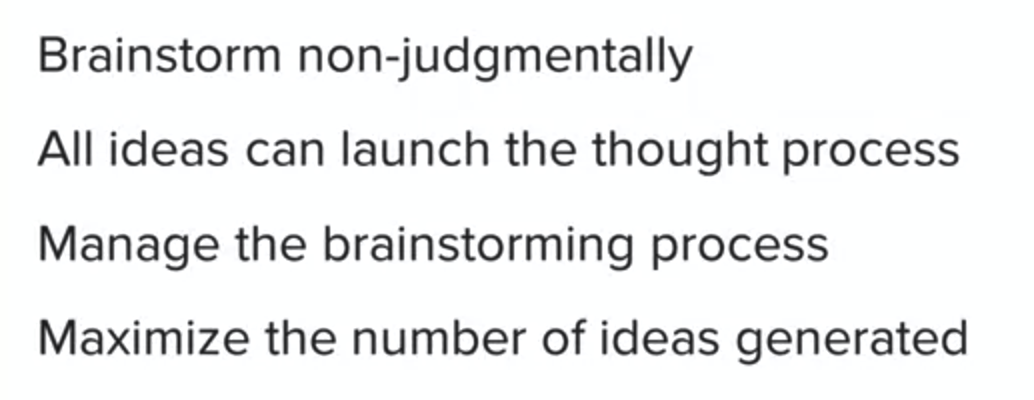 Brainstorm non-judgmentally
All ideas can launch the thought process
Manage the brainstorming process
Maximize the number of ideas generated